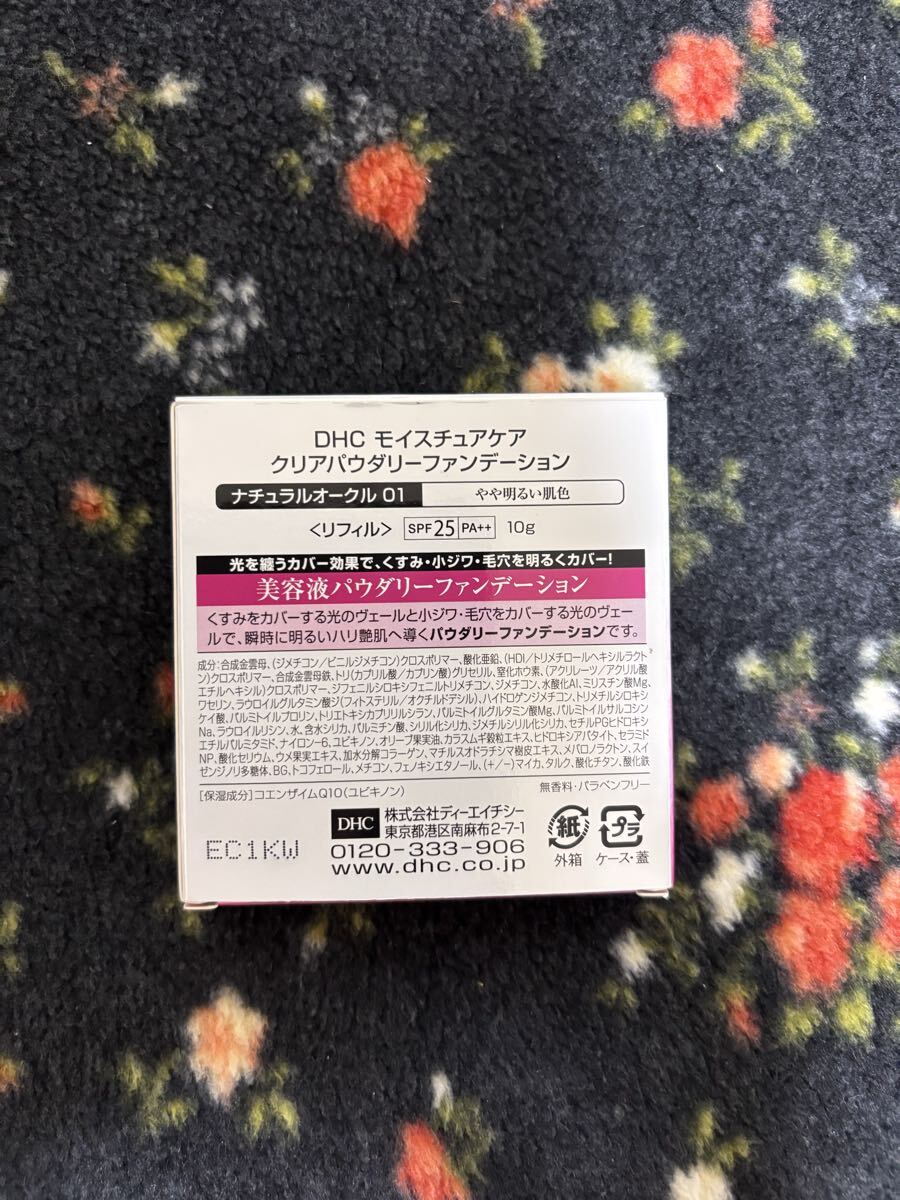 DHC モイスチュアケア
クリアパウダリーファンデーション
ナチュラルオークル 01 やや明るい肌色
〈リフィル〉 SPF25 PA++ 10g
光を纏うカバー効果で、くすみ・小ジワ・毛穴を明るくカバー!
美容液パウダリーファンデーション
くすみをカバーする光のヴェールと小ジワ・毛穴をカバーする光のヴェー
ルで、瞬時に明るいハリ艶肌へ導くパウダリーファンデーションです。
成分:合成金雲母、(ジメチコン/ビニルジメチコン)クロスポリマー、酸化亜鉛、(HDI/トリメチロールヘキシルラクト
ン)クロスポリマー、合成金雲母鉄、トリ(カプリル酸/カプリン酸)グリセリル、窒化ホウ素、(アクリレーツ/アクリル酸
エチルヘキシル)クロスポリマー、ジフェニルシロキシフェニルトリメチコン、ジメチコン、水酸化Al、ミリスチン酸Mg、
ワセリン、ラウロイルグルタミン酸ジ(フィトステリル/オクチルドデシル)、ハイドロゲンジメチコン、トリメチルシロキシ
ケイ酸、パルミトイルプロリン、トリエトキシカプリリルシラン、パルミトイルグルタミン酸Mg、パルミトイルサルコシン
Na、ラウロイルリシン、水、含水シリカ、パルミチン酸、シリル化シリカ、ジメチルシリル化シリカ、セチルPGヒドロキシ
エチルパルミタミド、ナイロン-6、ユビキノン、オリーブ果実油、カラスムギ穀粒エキス、ヒドロキシアパタイト、セラミド
NP、酸化セリウム、ウメ果実エキス、加水分解コラーゲン、マチルスオドラチシマ樹皮エキス、メバロノラクトン、スイ
ゼンジノリ多糖体、BG、トコフェロール、メチコン、フェノキシエタノール、(+/-)マイカ、タルク、酸化チタン、酸化鉄
[保湿成分]コエンザイムQ10(ユビキノン) 無香料・パラベンフリー
DHC 株式会社ディーエイチシー
東京都港区南麻布2-7-1
0120-333-906
www.dhc.co.jp
EC1KW
紙 外箱
プラ ケース・蓋